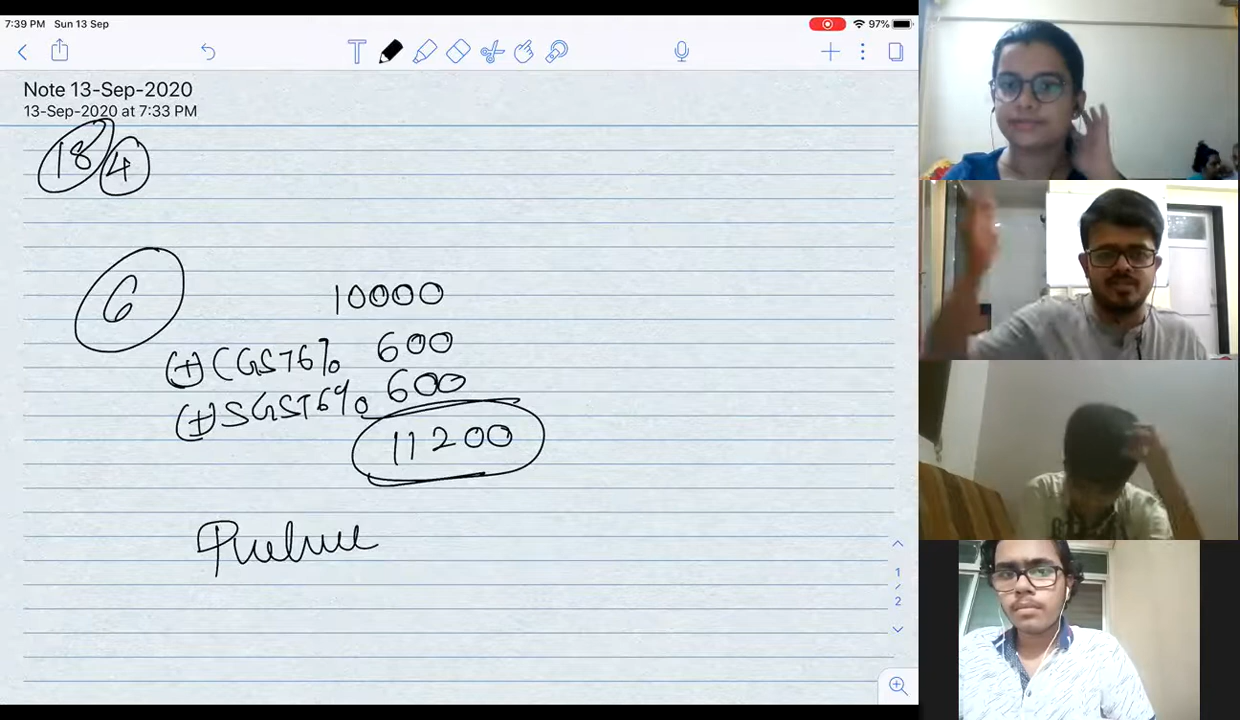 7:39 PM Sun 13 Sep
97%
T
Note 13-Sep-2020
13-Sep-2020 at 7:33 PM
18 4
6
10000
(+) CGST 6% 600
(+) SGST 6% 600
11200
1
2